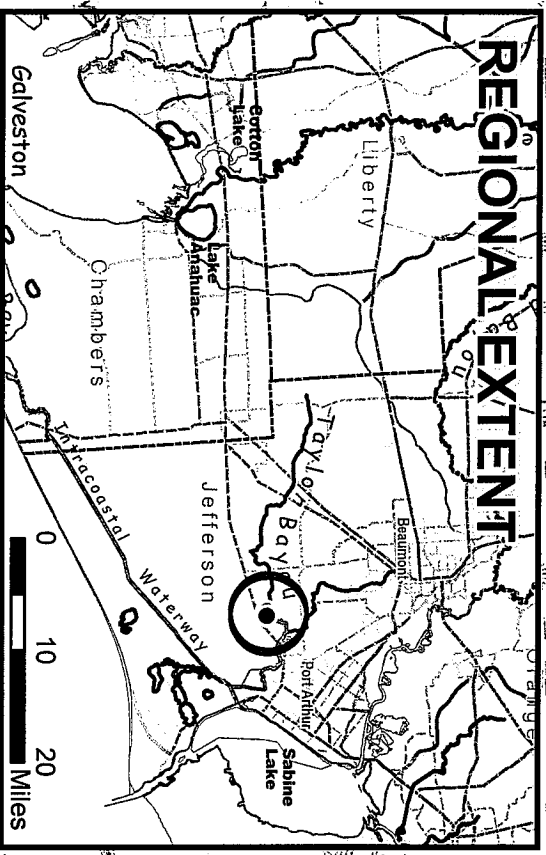 REGIONAL EXTENT
Liberty
Cotton
Lake
Lake
Anahuac
Galveston
Chambers
Taylor Bayou
Beaumont
Orange
Jefferson
Port Arthur
Intracoastal Waterway
Sabine
Lake
0 10 20
Miles